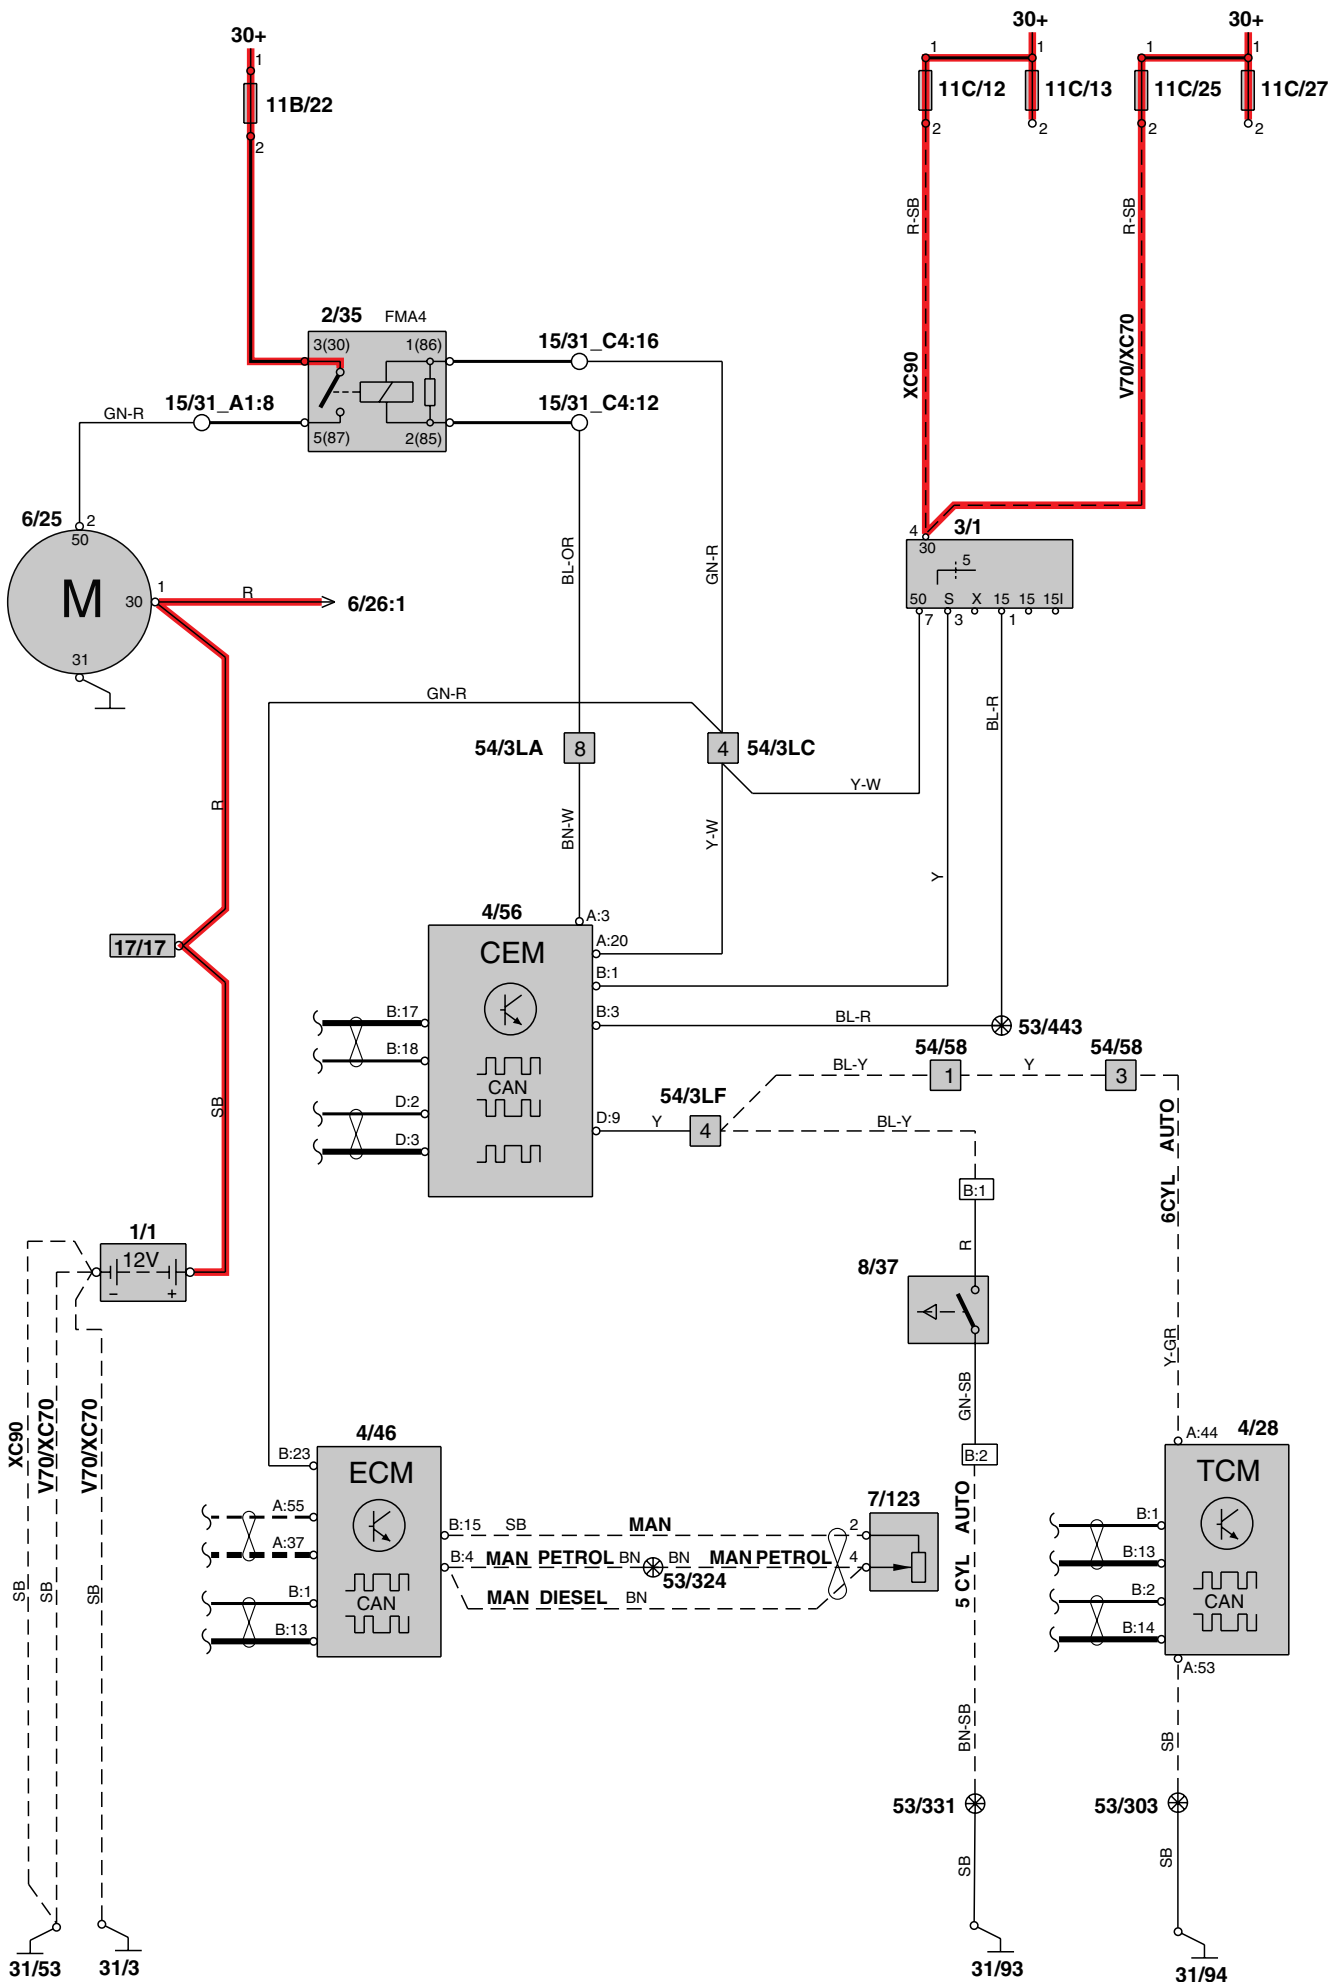 30+
30+
30+
1
1
1
1
1
11B/22
11C/12
11C/13
11C/25
11C/27
2
2
2
2
2
R-SB
R-SB
XC90
V70/XC70
2/35
FMA4
3(30)
1(86)
15/31_C4:16
15/31_A1:8
15/31_C4:12
GN-R
5(87)
2(85)
6/25
2
50
M
30
1
R
6/26:1
31
BL-OR
GN-R
4
3/1
30
5
50
S
X
15
15
15I
7
3
1
GN-R
BL-R
54/3LA
8
4
54/3LC
Y-W
R
BN-W
Y-W
Y
17/17
4/56
A:3
CEM
A:20
B:1
B:17
B:3
BL-R
53/443
B:18
CAN
54/58
54/58
BL-Y
1
Y
3
D:2
54/3LF
SB
D:9
Y
4
BL-Y
D:3
AUTO
6CYL
B:1
1/1
12V
–
+
R
8/37
Y-GR
XC90
V70/XC70
V70/XC70
GN-SB
4/46
A:44
4/28
B:23
ECM
B:2
TCM
A:55
7/123
B:15
SB
MAN
2
B:1
A:37
B:4
MAN
PETROL
BN
BN
MAN PETROL
4
B:13
53/324
AUTO
5 CYL
B:1
CAN
MAN
DIESEL
BN
B:2
CAN
B:13
B:14
SB
SB
SB
A:53
BN-SB
SB
53/331
53/303
SB
SB
31/53
31/3
31/93
31/94